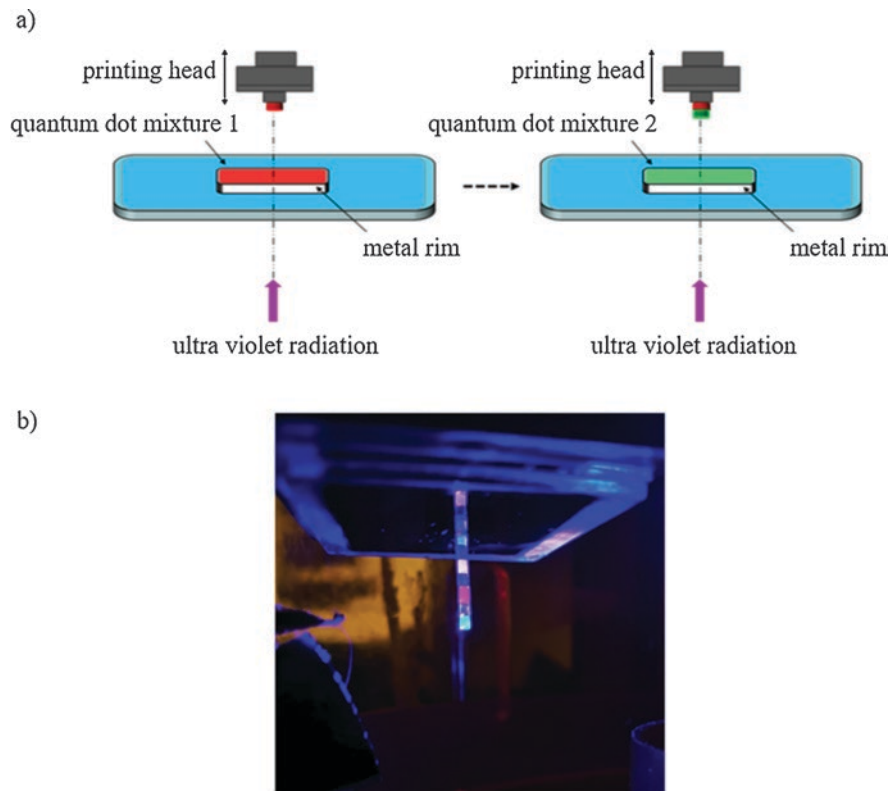 a)
printing head
quantum dot mixture 1
metal rim
ultra violet radiation
printing head
quantum dot mixture 2
metal rim
ultra violet radiation
b)